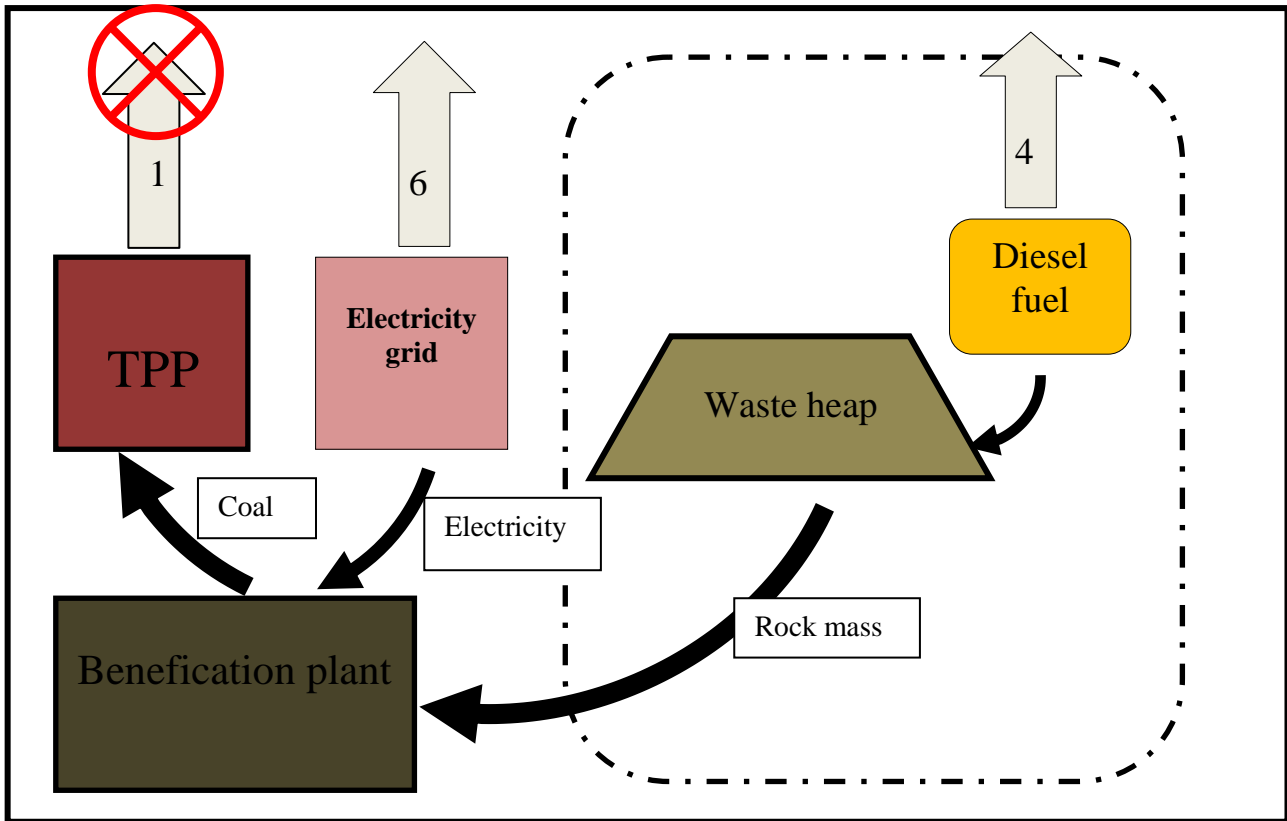 1
6
4
TPP
Electricity
grid
Diesel
fuel
Waste heap
Coal
Electricity
Rock mass
Benefication plant